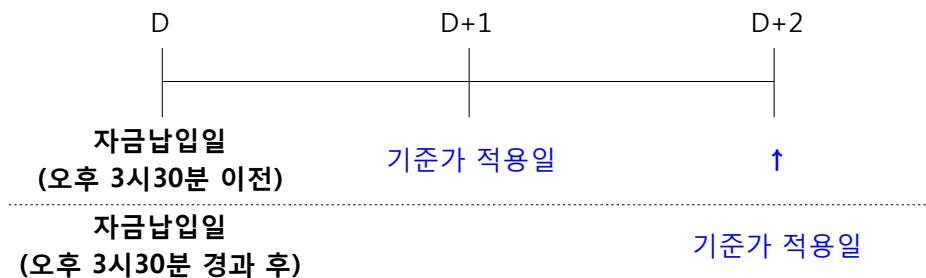 D D+1 D+2
자금납입일
(오후 3시30분 이전) 기준가 적용일 ↑
자금납입일
(오후 3시30분 경과 후) 기준가 적용일